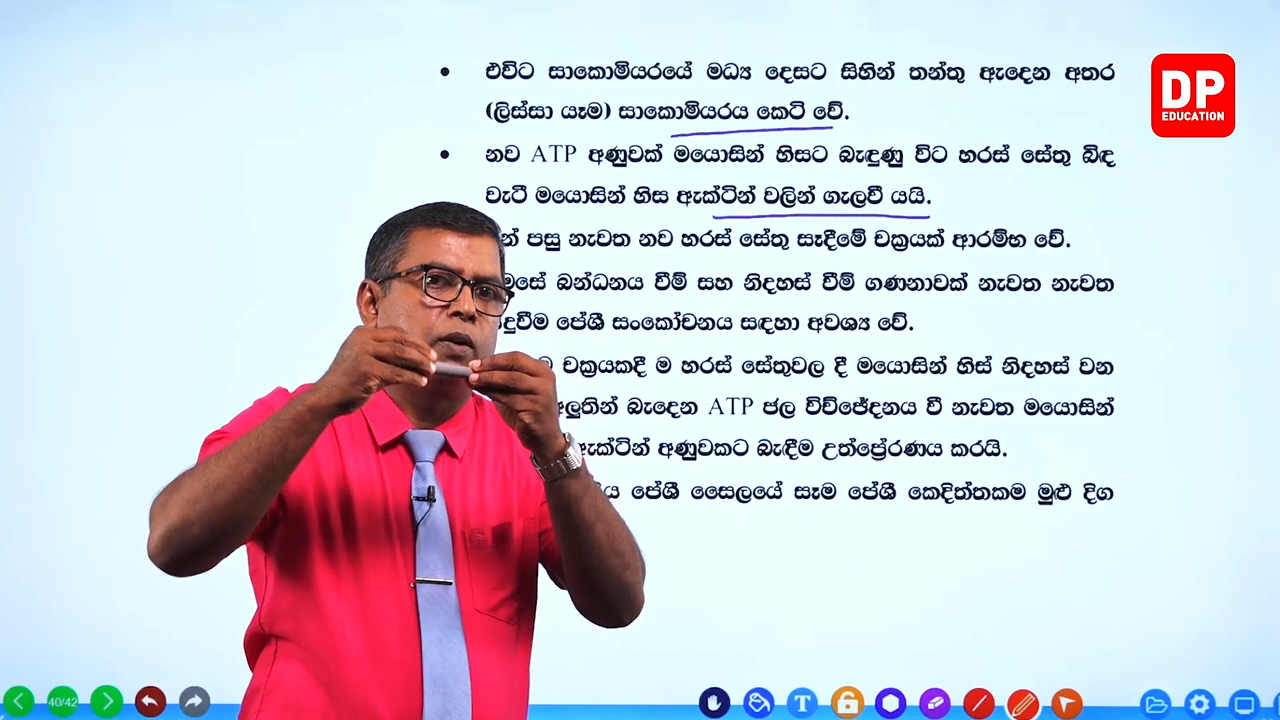 එවිට සාකොමියරයේ මධ්‍ය දෙසට සිහින් තන්තු ඇදෙන අතර
(ලිස්සා යෑම) සාකොමියරය කෙටි වේ.
නව ATP අණුවක් මයොසින් හිසට බැඳුණු විට හරස් සේතු බිඳ
වැටී මයොසින් හිස ඇක්ටින් වලින් ගැලවී යයි.
පසු නැවත නව හරස් සේතු සෑදීමේ චක්‍රයක් ආරම්භ වේ.
බන්ධනය වීම් සහ නිදහස් වීම් ගණනාවක් නැවත නැවත
පේශී සංකෝචනය සඳහා අවශ්‍ය වේ.
චක්‍රයකදී ම හරස් සේතුවල දී මයොසින් හිස් නිදහස් වන
බැදෙන ATP ජල විච්ඡේදනය වී නැවත මයොසින්
ඇක්ටින් අණුවකට බැඳීම උත්ප්‍රේරණය කරයි.
පේශී සෛලයේ සෑම පේශී කෙදිත්තකම මුළු දිග
DP
EDUCATION
40/42